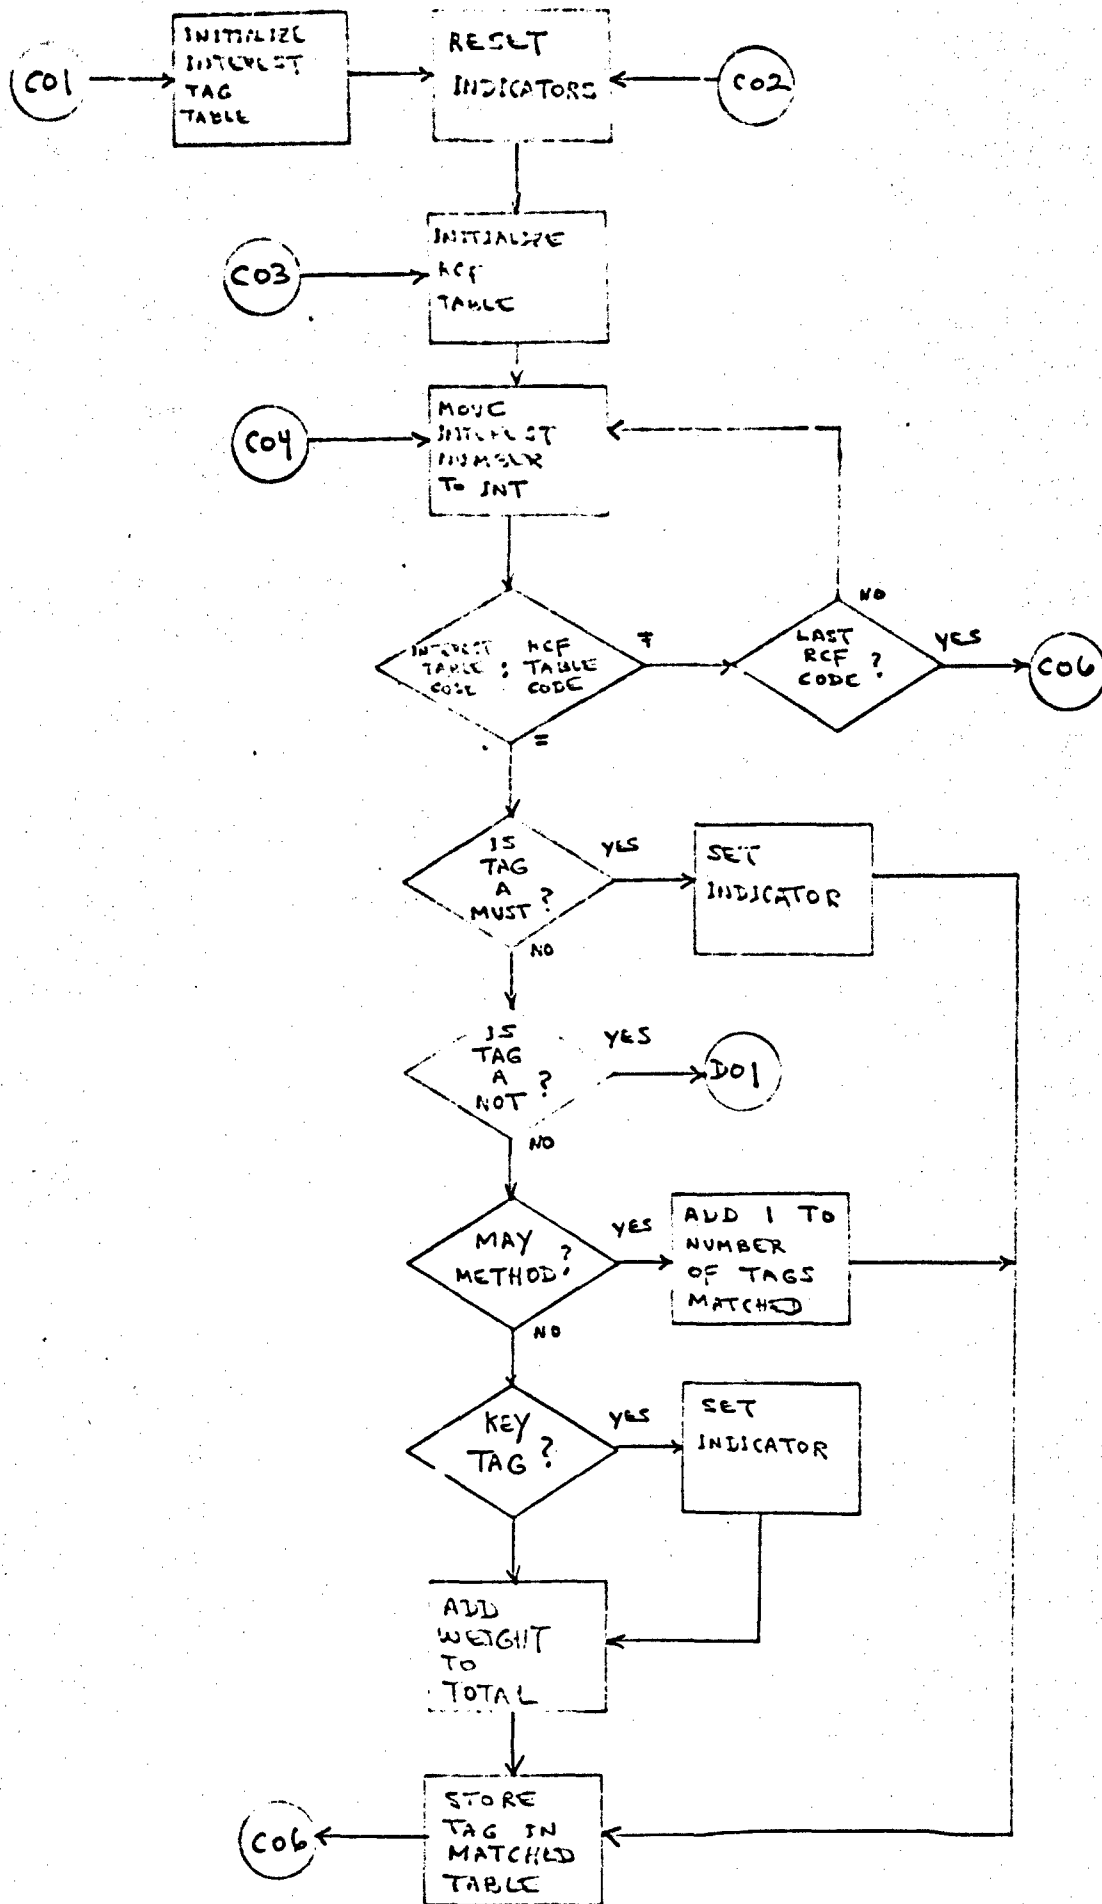 C01
INITIALIZE
INTEREST
TAG
TABLE
RESET
INDICATORS
C02
C03
INITIALIZE
RCF
TABLE
C04
MOVE
INTEREST
NUMBER
TO INT
INTEREST
TABLE
CODE
:
RCF
TABLE
CODE
≠
=
LAST
RCF
CODE ?
NO
YES
C06
IS
TAG
A
MUST ?
YES
NO
SET
INDICATOR
IS
TAG
A
NOT ?
YES
NO
D01
MAY
METHOD ?
YES
NO
ADD 1 TO
NUMBER
OF TAGS
MATCHED
KEY
TAG ?
YES
SET
INDICATOR
ADD
WEIGHT
TO
TOTAL
STORE
TAG IN
MATCHED
TABLE
C06